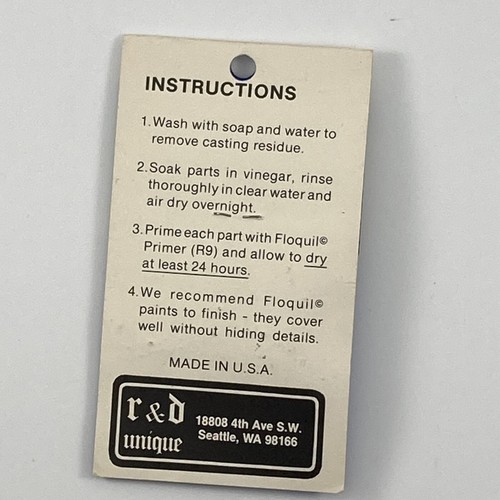 INSTRUCTIONS
1. Wash with soap and water to
remove casting residue.
2. Soak parts in vinegar, rinse
thoroughly in clear water and
air dry overnight.
3. Prime each part with Floquil©
Primer (R9) and allow to dry
at least 24 hours.
4. We recommend Floquil©
paints to finish - they cover
well without hiding details.
MADE IN U.S.A.
r & d
unique
18808 4th Ave S.W.
Seattle, WA 98166